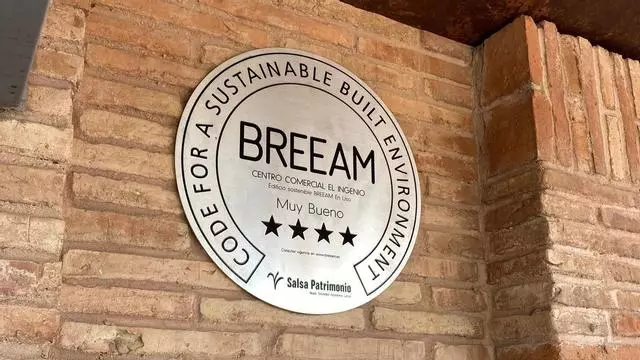 CODE FOR A SUSTAINABLE BUILT ENVIRONMENT
BREEAM
CENTRO COMERCIAL EL INGENIO
Edificio sostenible BREEAM En Uso
Muy Bueno
Salsa Patrimonio